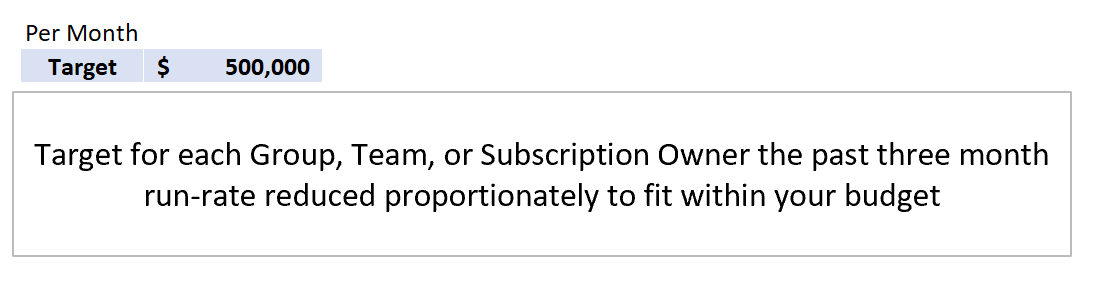 Per Month
Target $ 500,000
Target for each Group, Team, or Subscription Owner the past three month
run-rate reduced proportionately to fit within your budget